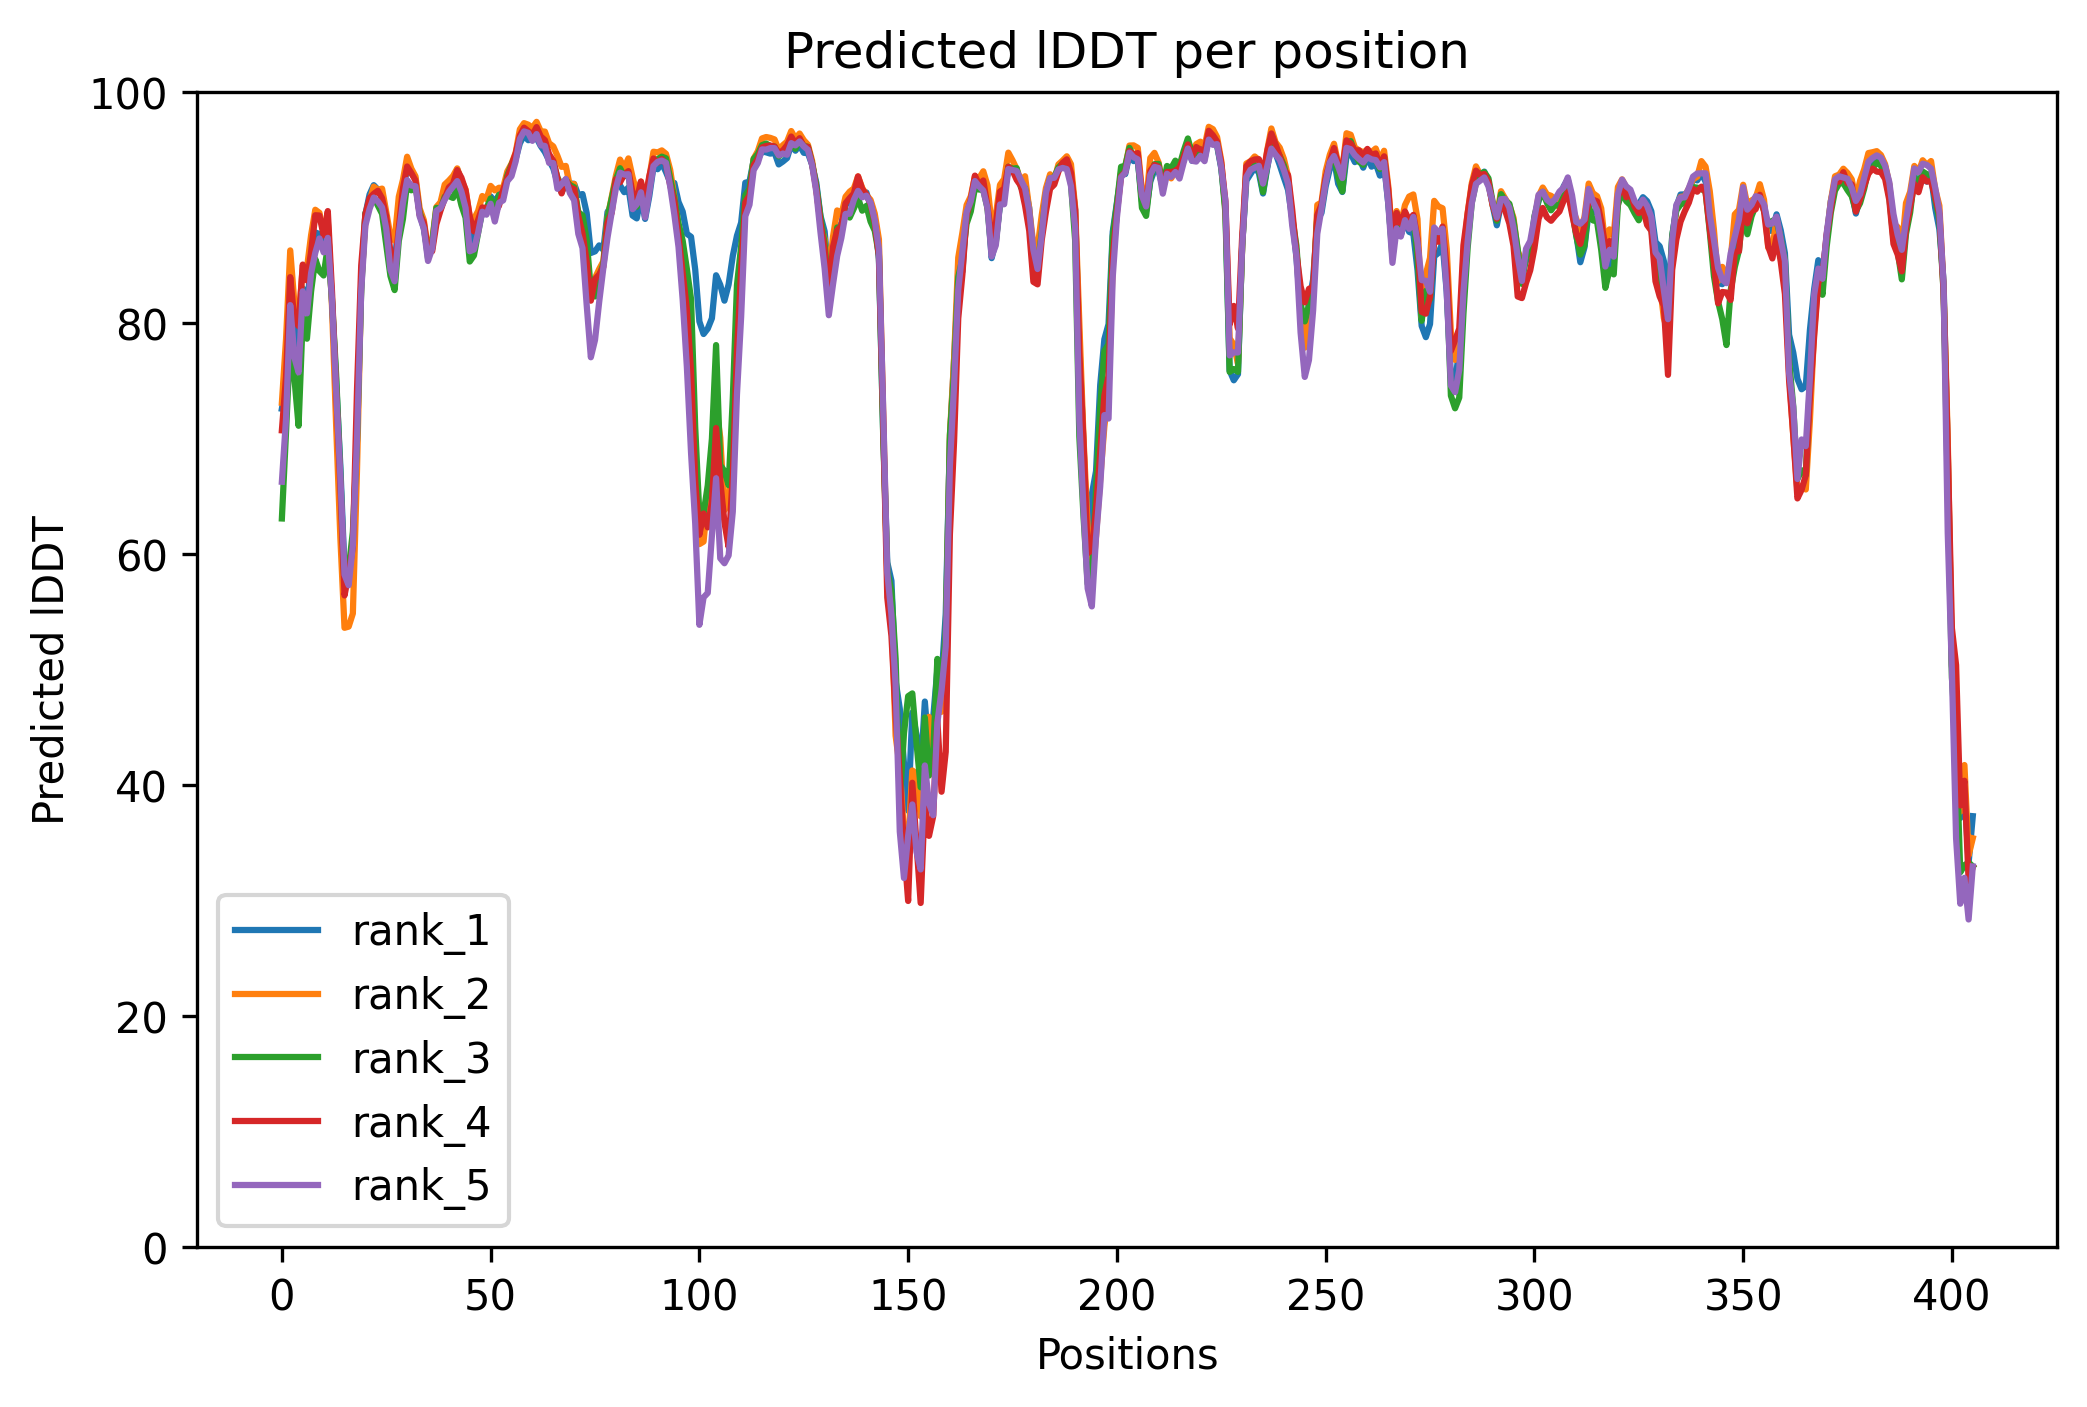 Predicted lDDT per position
100
80
60
40
20
0
Predicted lDDT
rank_1
rank_2
rank_3
rank_4
rank_5
0 50 100 150 200 250 300 350 400
Positions